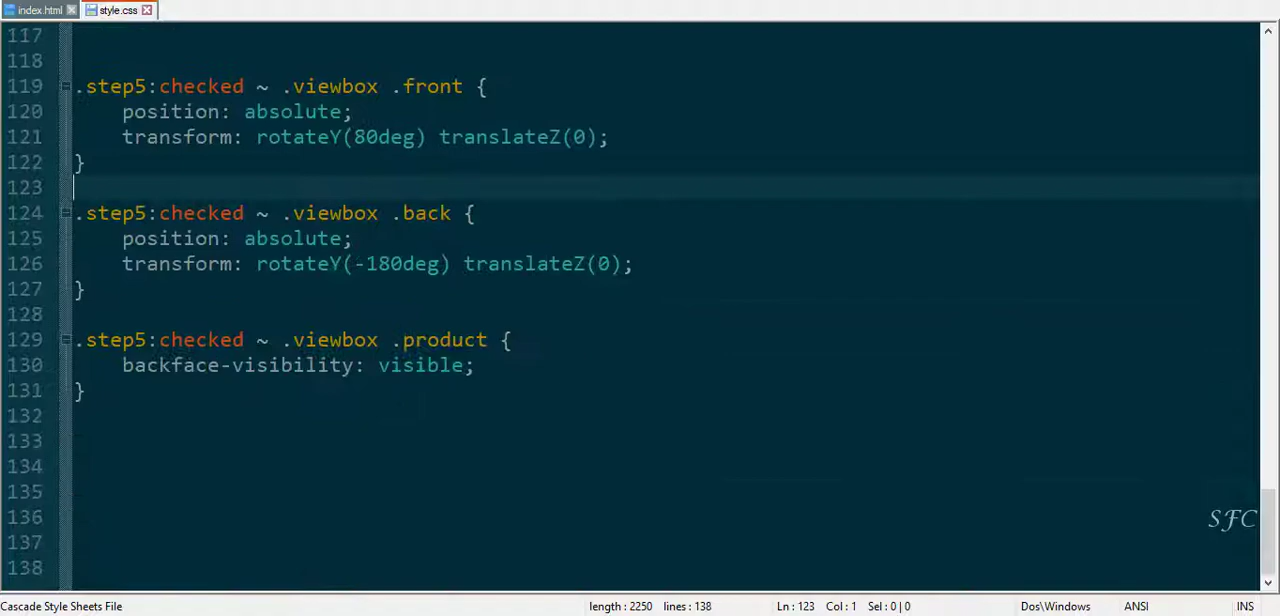 index.html
style.css
117
118
119 .step5:checked ~ .viewbox .front {
120 position: absolute;
121 transform: rotateY(80deg) translateZ(0);
122 }
123
124 .step5:checked ~ .viewbox .back {
125 position: absolute;
126 transform: rotateY(-180deg) translateZ(0);
127 }
128
129 .step5:checked ~ .viewbox .product {
130 backface-visibility: visible;
131 }
132
133
134
135
136
137
138
SFC
Cascade Style Sheets File length : 2250 lines : 138 Ln : 123 Col : 1 Sel : 0 | 0 Dos\Windows ANSI INS